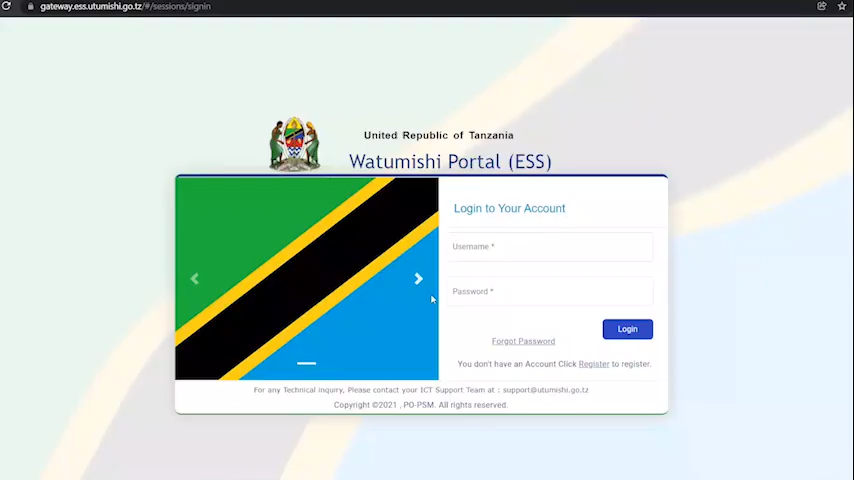 gateway.ess.utumishi.go.tz/#/sessions/signin
United Republic of Tanzania
Watumishi Portal (ESS)
Login to Your Account
Username *
Password *
Login
Forgot Password
You don't have an Account Click Register to register.
For any Technical inquiry, Please contact your ICT Support Team at : support@utumishi.go.tz
Copyright ©2021 , PO-PSM. All rights reserved.